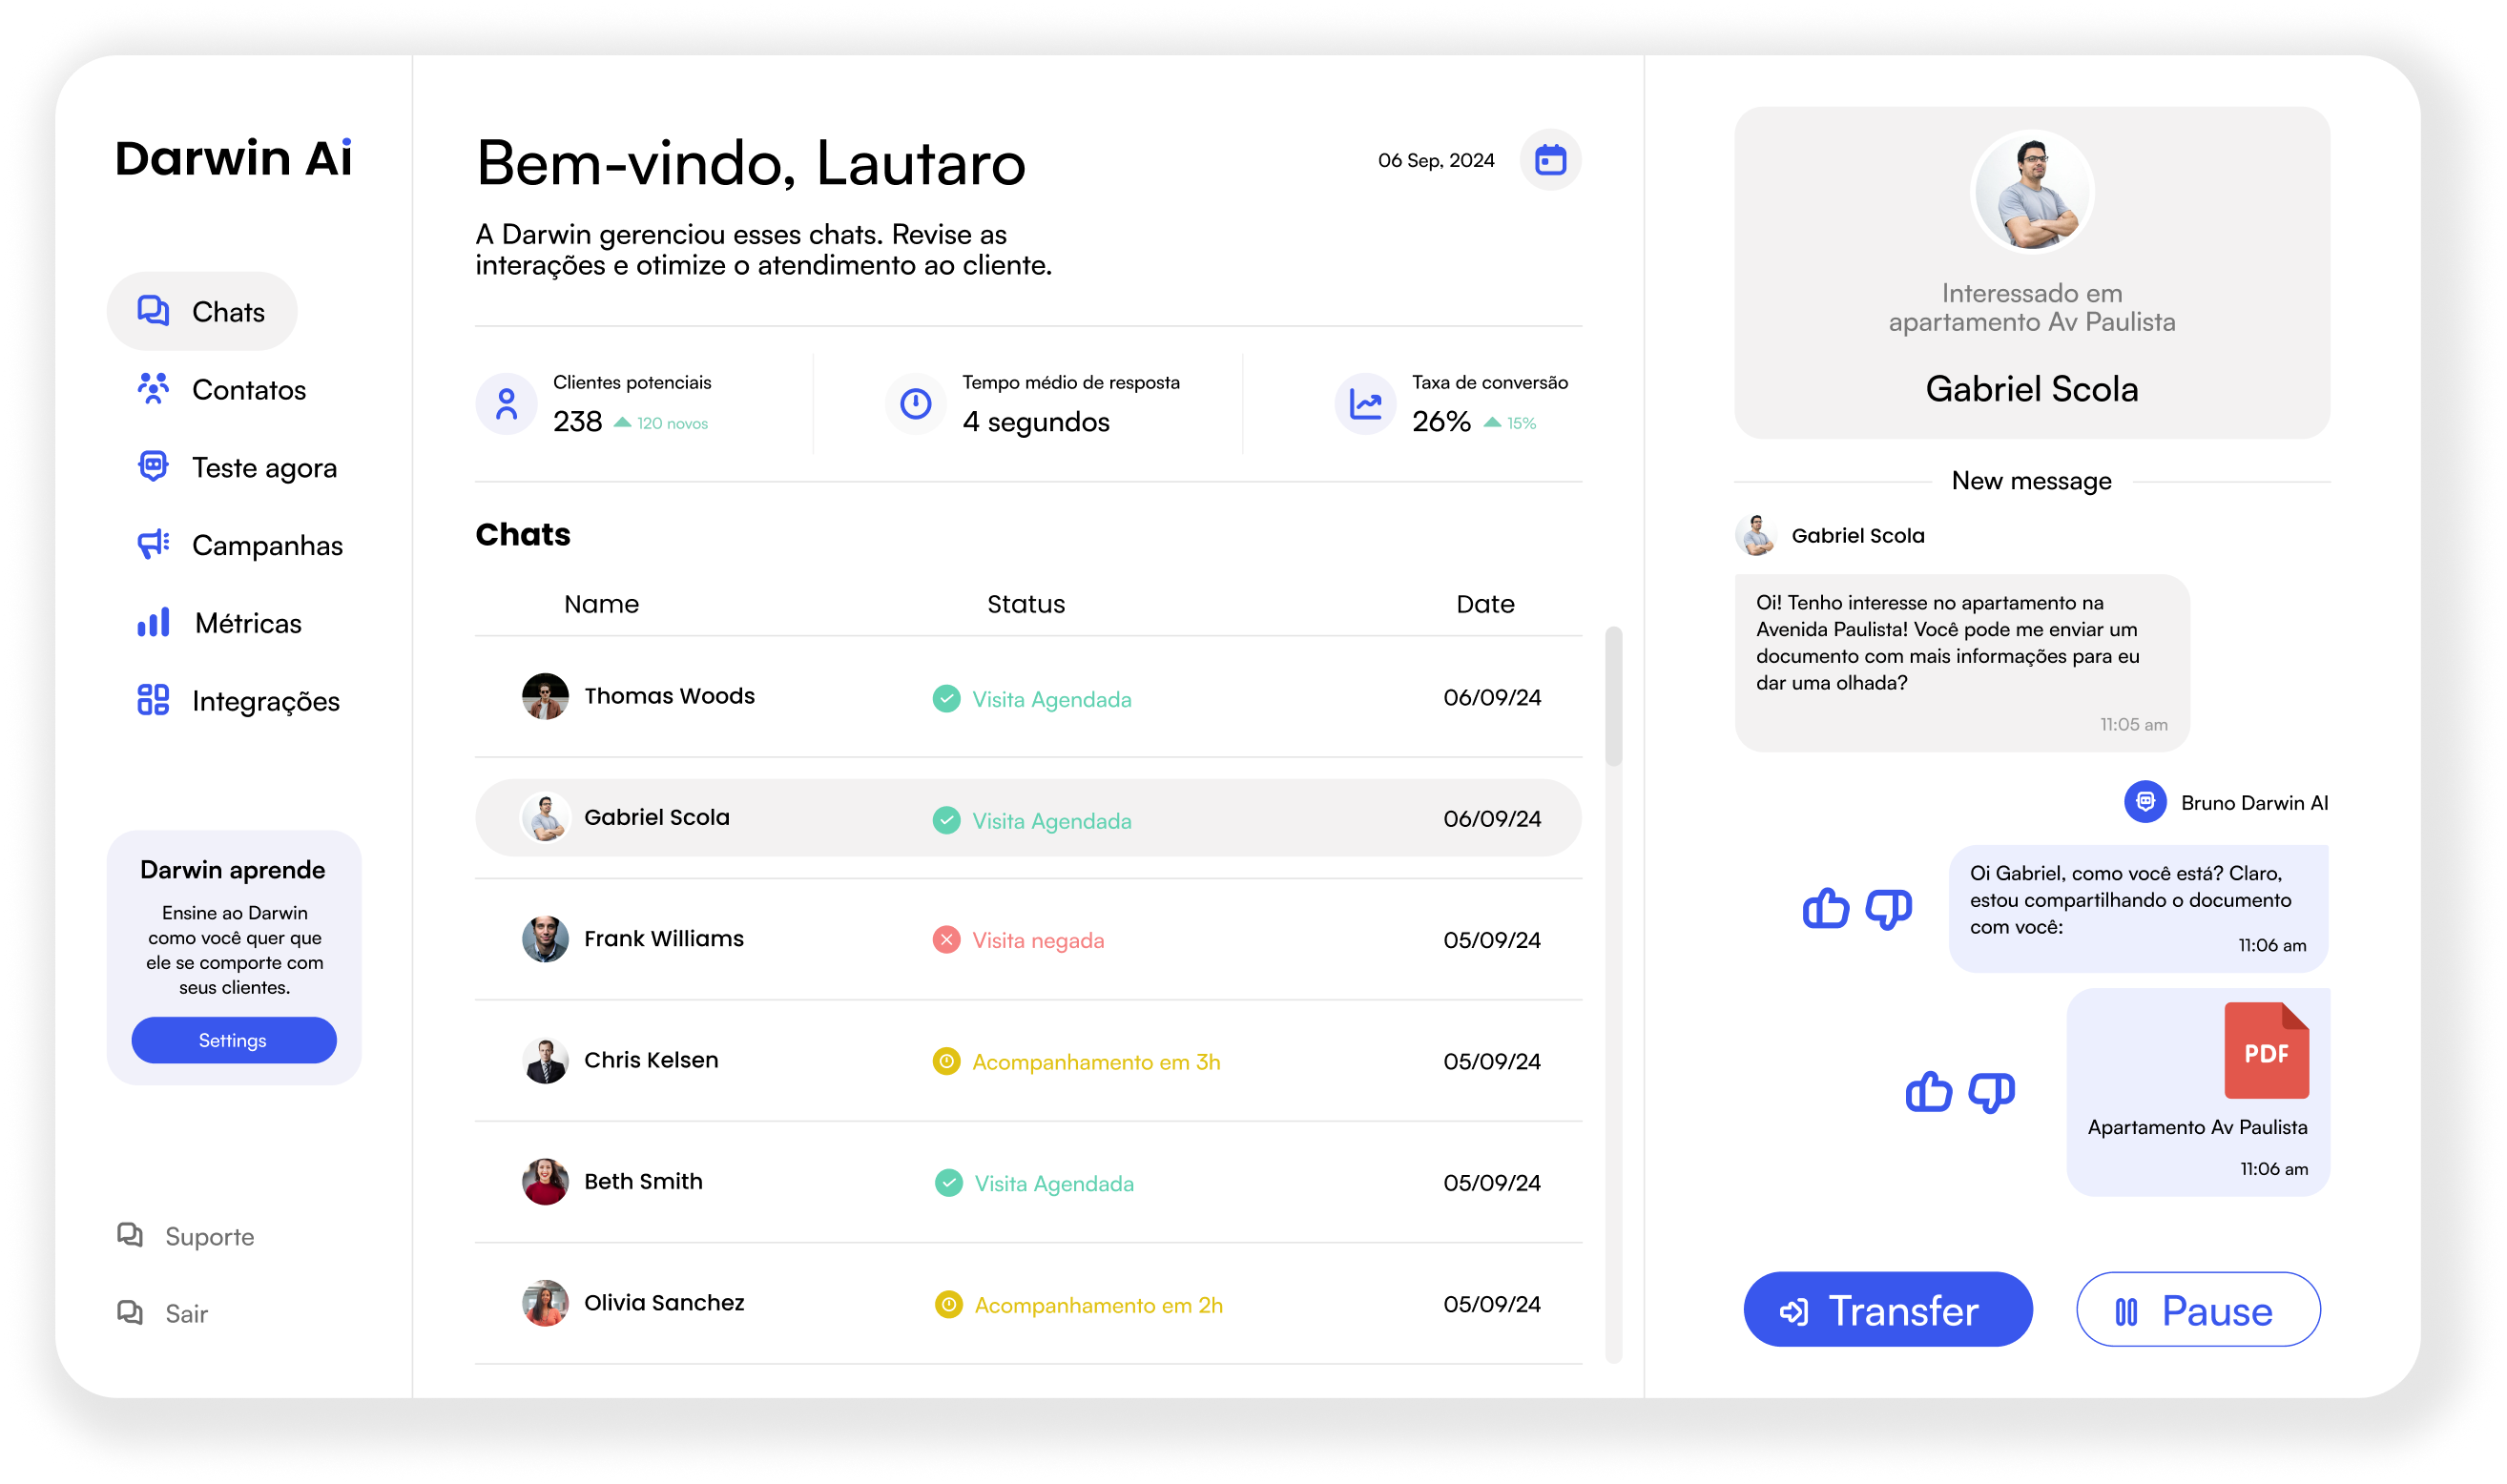 Darwin Ai
Chats
Contatos
Teste agora
Campanhas
Métricas
Integrações
Darwin aprende
Ensine ao Darwin
como você quer que
ele se comporte com
seus clientes.
Settings
Suporte
Sair
Bem-vindo, Lautaro
06 Sep, 2024
A Darwin gerenciou esses chats. Revise as
interações e otimize o atendimento ao cliente.
Clientes potenciais
238 120 novos
Tempo médio de resposta
4 segundos
Taxa de conversão
26% 15%
Chats
Name Status Date
Thomas Woods Visita Agendada 06/09/24
Gabriel Scola Visita Agendada 06/09/24
Frank Williams Visita negada 05/09/24
Chris Kelsen Acompanhamento em 3h 05/09/24
Beth Smith Visita Agendada 05/09/24
Olivia Sanchez Acompanhamento em 2h 05/09/24
Interessado em
apartamento Av Paulista
Gabriel Scola
New message
Gabriel Scola
Oi! Tenho interesse no apartamento na
Avenida Paulista! Você pode me enviar um
documento com mais informações para eu
dar uma olhada?
11:05 am
Bruno Darwin AI
Oi Gabriel, como você está? Claro,
estou compartilhando o documento
com você:
11:06 am
PDF
Apartamento Av Paulista
11:06 am
Transfer
Pause